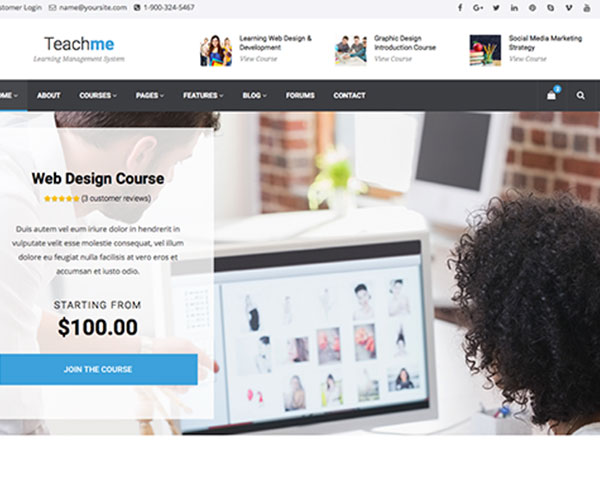 stomer Login name@yoursite.com 1-900-324-5467
Teachme
Learning Management System
Learning Web Design &
Development
View Course
Graphic Design
Introduction Course
View Course
Social Media Marketing
Strategy
View Course
OME ABOUT COURSES PAGES FEATURES BLOG FORUMS CONTACT
2
Web Design Course
(3 customer reviews)
Duis autem vel eum iriure dolor in hendrerit in
vulputate velit esse molestie consequat, vel illum
dolore eu feugiat nulla facilisis at vero eros et
accumsan et iusto odio.
STARTING FROM
$100.00
JOIN THE COURSE